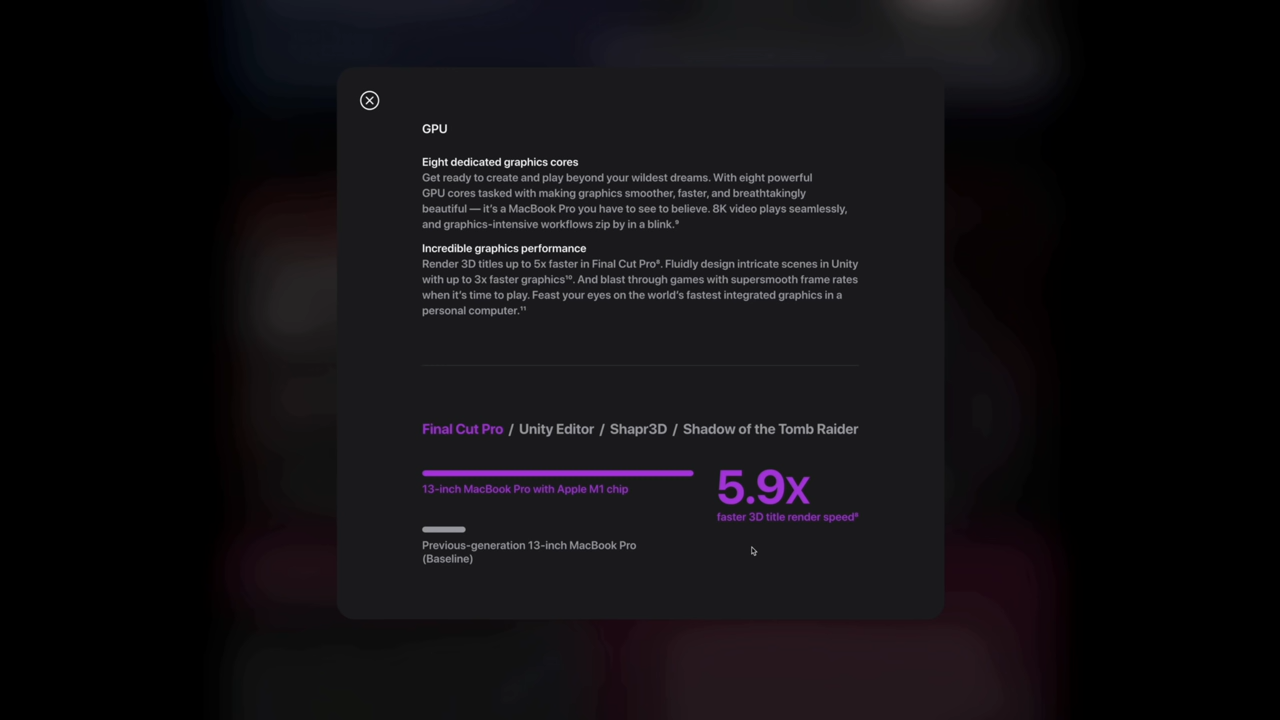 GPU
Eight dedicated graphics cores
Get ready to create and play beyond your wildest dreams. With eight powerful
GPU cores tasked with making graphics smoother, faster, and breathtakingly
beautiful — it's a MacBook Pro you have to see to believe. 8K video plays seamlessly,
and graphics-intensive workflows zip by in a blink.⁹
Incredible graphics performance
Render 3D titles up to 5x faster in Final Cut Pro⁸. Fluidly design intricate scenes in Unity
with up to 3x faster graphics¹⁰. And blast through games with supersmooth frame rates
when it's time to play. Feast your eyes on the world's fastest integrated graphics in a
personal computer.¹¹
Final Cut Pro / Unity Editor / Shapr3D / Shadow of the Tomb Raider
13-inch MacBook Pro with Apple M1 chip
5.9x
faster 3D title render speed⁸
Previous-generation 13-inch MacBook Pro
(Baseline)